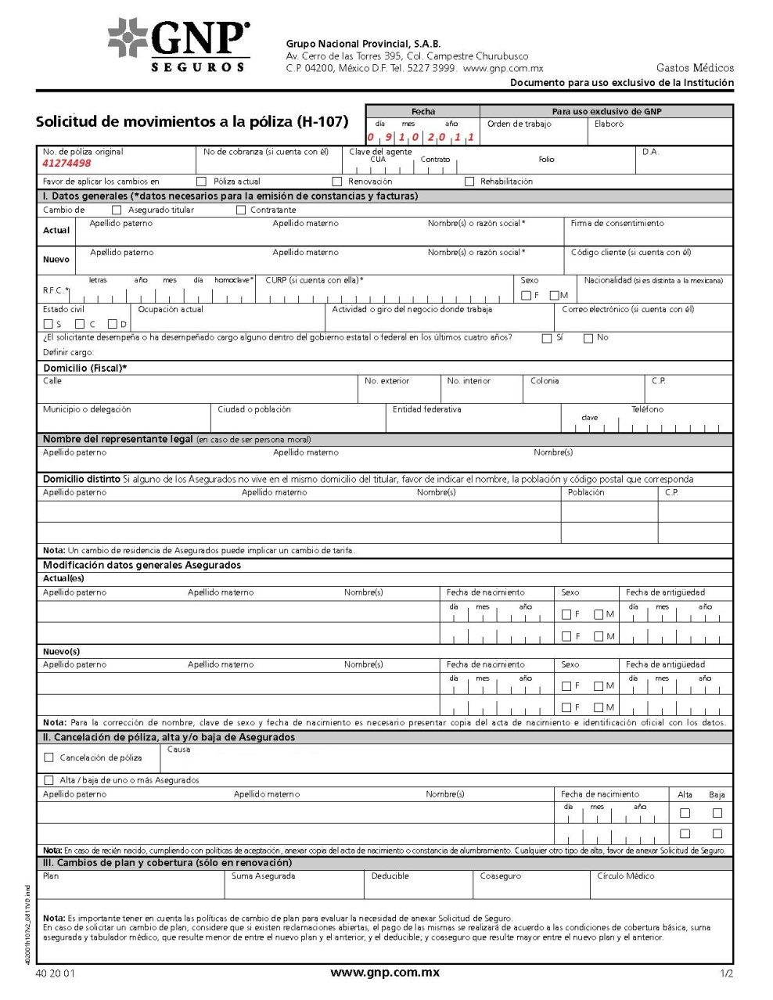 GNP
SEGUROS
Grupo Nacional Provincial, S.A.B.
Av. Cerro de las Torres 395, Col. Campestre Churubusco
C.P. 04200, México D.F. Tel. 5227 3999. www.gnp.com.mx
Gastos Médicos
Documento para uso exclusivo de la Institución
Solicitud de movimientos a la póliza (H-107)
Fecha Para uso exclusivo de GNP
día mes año Orden de trabajo Elaboró
0 9 1 0 2 0 1 1
No. de póliza original No de cobranza (si cuenta con él) Clave del agente D.A.
CUA Contrato Folio
41274498
Favor de aplicar los cambios en Póliza actual Renovación Rehabilitación
I. Datos generales (*datos necesarios para la emisión de constancias y facturas)
Cambio de Asegurado titular Contratante
Actual Apellido paterno Apellido materno Nombre(s) o razón social* Firma de consentimiento
Nuevo Apellido paterno Apellido materno Nombre(s) o razón social* Código cliente (si cuenta con él)
R.F.C.* letras año mes día homoclave* CURP (si cuenta con ella)* Sexo Nacionalidad (si es distinta a la mexicana)
F M
Estado civil Ocupación actual Actividad o giro del negocio donde trabaja Correo electrónico (si cuenta con él)
S C D
¿El solicitante desempeña o ha desempeñado cargo alguno dentro del gobierno estatal o federal en los últimos cuatro años? Sí No
Definir cargo:
Domicilio (Fiscal)*
Calle No. exterior No. interior Colonia C.P.
Municipio o delegación Ciudad o población Entidad federativa Teléfono
clave
Nombre del representante legal (en caso de ser persona moral)
Apellido paterno Apellido materno Nombre(s)
Domicilio distinto Si alguno de los Asegurados no vive en el mismo domicilio del titular, favor de indicar el nombre, la población y código postal que corresponda
Apellido paterno Apellido materno Nombre(s) Población C.P.
Nota: Un cambio de residencia de Asegurados puede implicar un cambio de tarifa.
Modificación datos generales Asegurados
Actual(es)
Apellido paterno Apellido materno Nombre(s) Fecha de nacimiento Sexo Fecha de antigüedad
día mes año F M día mes año
F M
Nuevo(s)
Apellido paterno Apellido materno Nombre(s) Fecha de nacimiento Sexo Fecha de antigüedad
día mes año F M día mes año
F M
Nota: Para la corrección de nombre, clave de sexo y fecha de nacimiento es necesario presentar copia del acta de nacimiento e identificación oficial con los datos.
II. Cancelación de póliza, alta y/o baja de Asegurados
Cancelación de póliza Causa
Alta / baja de uno o más Asegurados
Apellido paterno Apellido materno Nombre(s) Fecha de nacimiento Alta Baja
día mes año
Nota: En caso de recién nacido, cumpliendo con políticas de aceptación, anexar copia del acta de nacimiento o constancia de alumbramiento. Cualquier otro tipo de alta, favor de anexar Solicitud de Seguro.
III. Cambios de plan y cobertura (sólo en renovación)
Plan Suma Asegurada Deducible Coaseguro Círculo Médico
Nota: Es importante tener en cuenta las políticas de cambio de plan para evaluar la necesidad de anexar Solicitud de Seguro.
En caso de solicitar un cambio de plan, considere que si existen reclamaciones abiertas, el pago de las mismas se realizará de acuerdo a las condiciones de cobertura básica, suma
asegurada y tabulador médico, que resulte menor de entre el nuevo plan y el anterior, y el deducible; y coaseguro que resulte mayor entre el nuevo plan y el anterior.
402001h107v2_0811VD.indd
40 20 01 www.gnp.com.mx 1/2